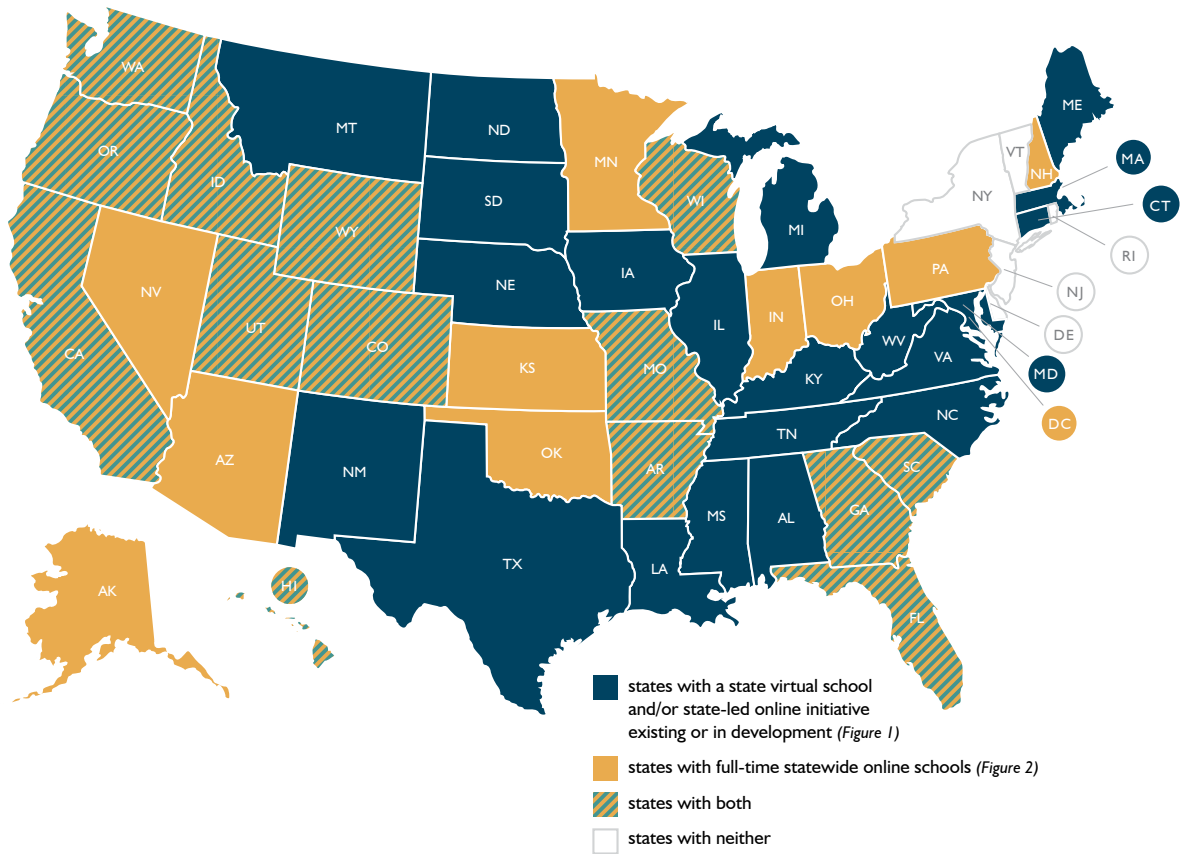 WA
MT
ND
MN
ME
OR
ID
VT
NH
MA
WY
SD
WI
NY
CT
MI
RI
NV
NE
IA
PA
NJ
UT
CO
IL
IN
OH
DE
CA
KS
MO
WV
VA
MD
KY
NC
DC
AZ
NM
OK
AR
TN
SC
MS
AL
GA
TX
LA
AK
HI
FL
states with a state virtual school
and/or state-led online initiative
existing or in development (Figure 1)
states with full-time statewide online schools (Figure 2)
states with both
states with neither